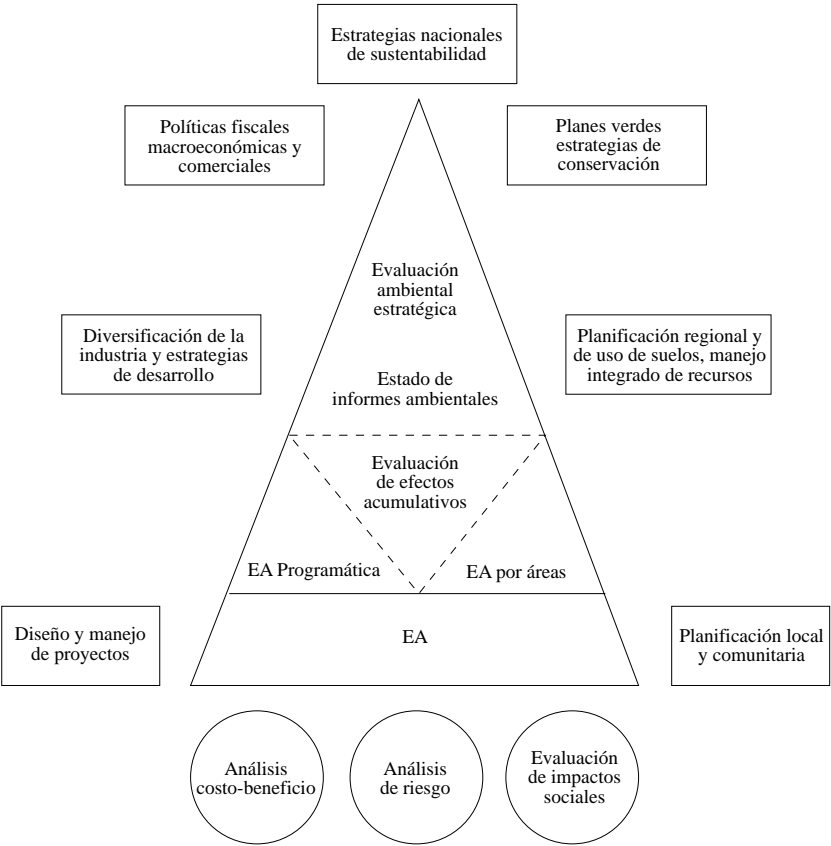 Estrategias nacionales
de sustentabilidad
Políticas fiscales
macroeconómicas y
comerciales
Planes verdes
estrategias de
conservación
Evaluación
ambiental
estratégica
Diversificación de la
industria y estrategias
de desarrollo
Planificación regional y
de uso de suelos, manejo
integrado de recursos
Estado de
informes ambientales
Evaluación
de efectos
acumulativos
EA Programática
EA por áreas
Diseño y manejo
de proyectos
EA
Planificación local
y comunitaria
Análisis
costo-beneficio
Análisis
de riesgo
Evaluación
de impactos
sociales